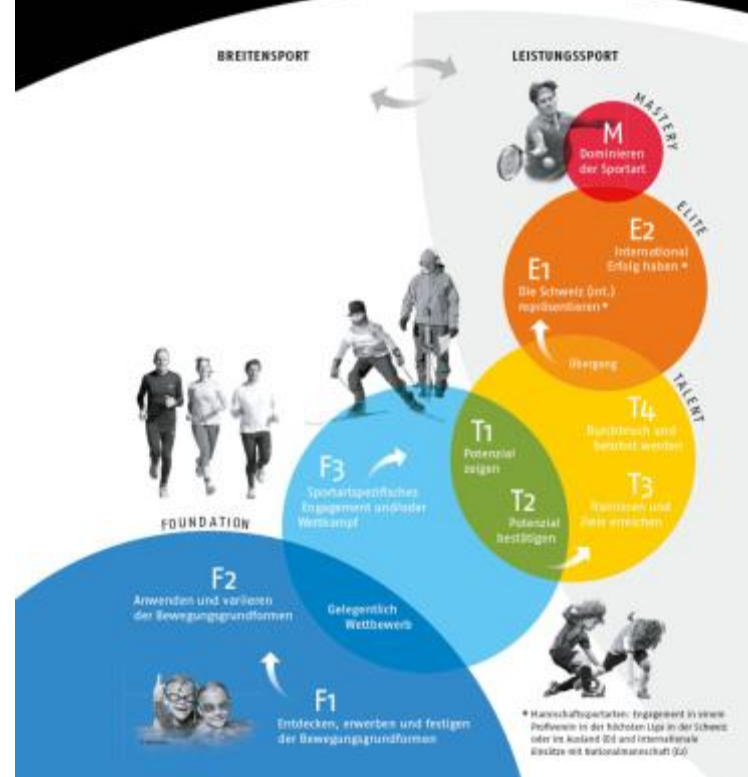 BREITENSPORT
LEISTUNGSSPORT
MASTERY
M
Dominieren
der Sportart
ELITE
E2
International
Erfolg haben *
E1
Die Schweiz (int.)
repräsentieren *
Übergang
TALENT
T4
Durchbruch und
belohnt werden
T1
Potenzial
zeigen
T3
Trainieren und
Ziele erreichen
F3
Sportartspezifisches
Engagement und/oder
Wettkampf
T2
Potenzial
bestätigen
FOUNDATION
F2
Anwenden und variieren
der Bewegungsgrundformen
Gelegentlich
Wettbewerb
F1
Entdecken, erwerben und festigen
der Bewegungsgrundformen
* Mannschaftsportarten: Engagement in einem
Profiverein in der höchsten Liga in der Schweiz
oder im Ausland (E1) und internationale
Einsätze mit Nationalmannschaft (E2)